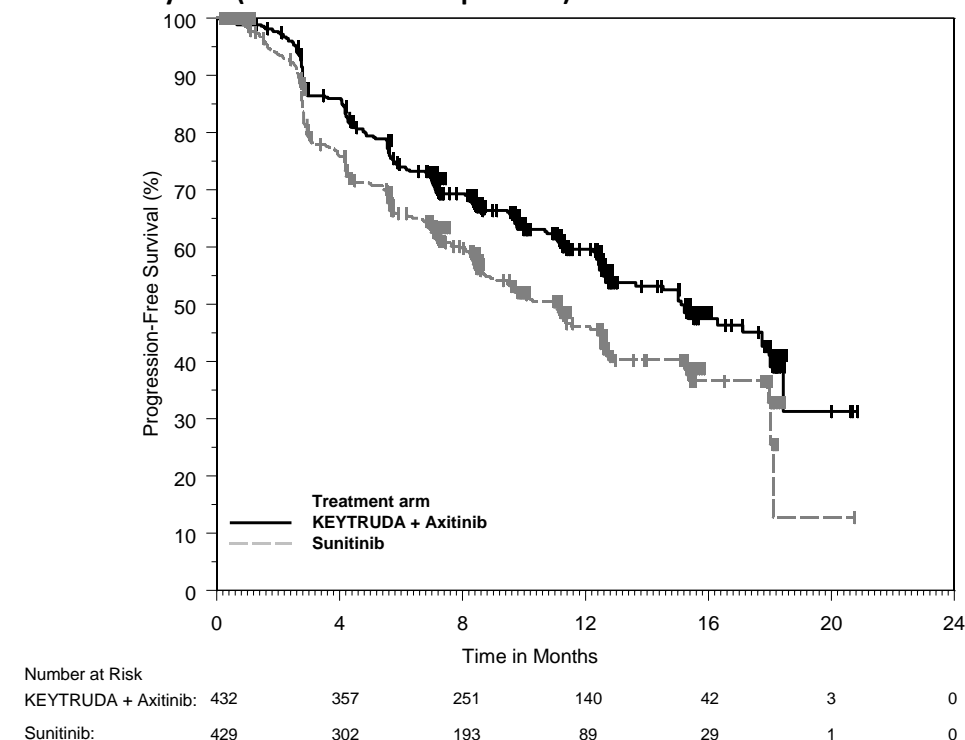 100
90
80
70
60
50
40
30
20
10
0
Progression-Free Survival (%)
Treatment arm
KEYTRUDA + Axitinib
Sunitinib
0 4 8 12 16 20 24
Time in Months
Number at Risk
KEYTRUDA + Axitinib: 432 357 251 140 42 3 0
Sunitinib: 429 302 193 89 29 1 0